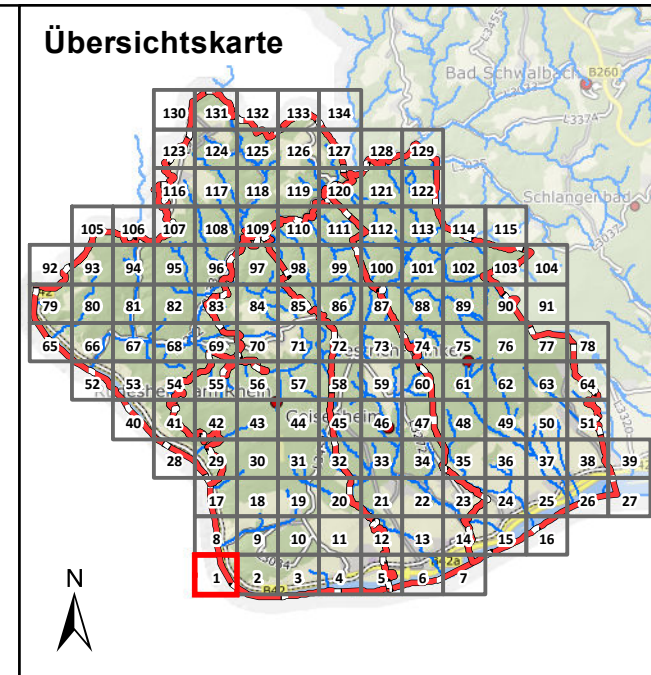 Übersichtskarte
Bad Schwalbach
B260
L3374
L3035
Schlangenbad
L3037
130 131 132 133 134
123 124 125 126 127 128 129
116 117 118 119 120 121 122
105 106 107 108 109 110 111 112 113 114 115
92 93 94 95 96 97 98 99 100 101 102 103 104
79 80 81 82 83 84 85 86 87 88 89 90 91
65 66 67 68 69 70 71 72 73 74 75 76 77 78
52 53 54 55 56 57 58 59 60 61 62 63 64
40 41 42 43 44 45 46 47 48 49 50 51
Geisenheim
28 29 30 31 32 33 34 35 36 37 38 39
17 18 19 20 21 22 23 24 25 26 27
8 9 10 11 12 13 14 15 16
1 2 3 4 5 6 7
B42
N